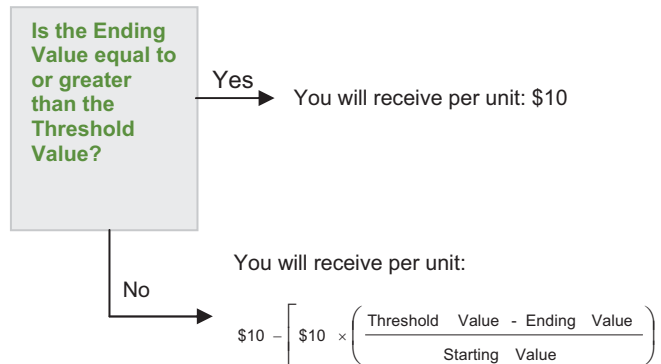 Is the Ending
Value equal to
or greater
than the
Threshold
Value?
Yes
You will receive per unit: $10
No
You will receive per unit:
$10 − [ $10 × ( Threshold Value - Ending Value
Starting Value )